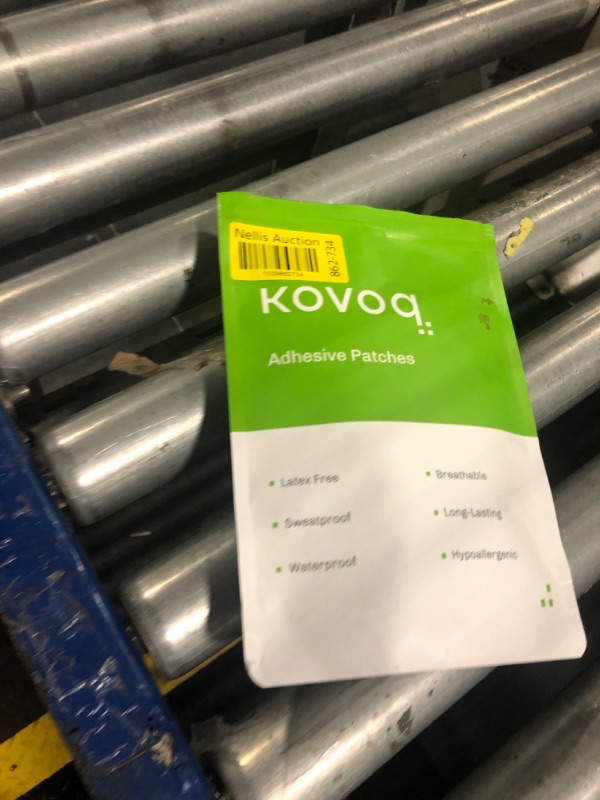 Nellis Auction
862-734
KOVOQ
Adhesive Patches
Latex Free
Breathable
Sweatproof
Long-Lasting
Waterproof
Hypoallergenic